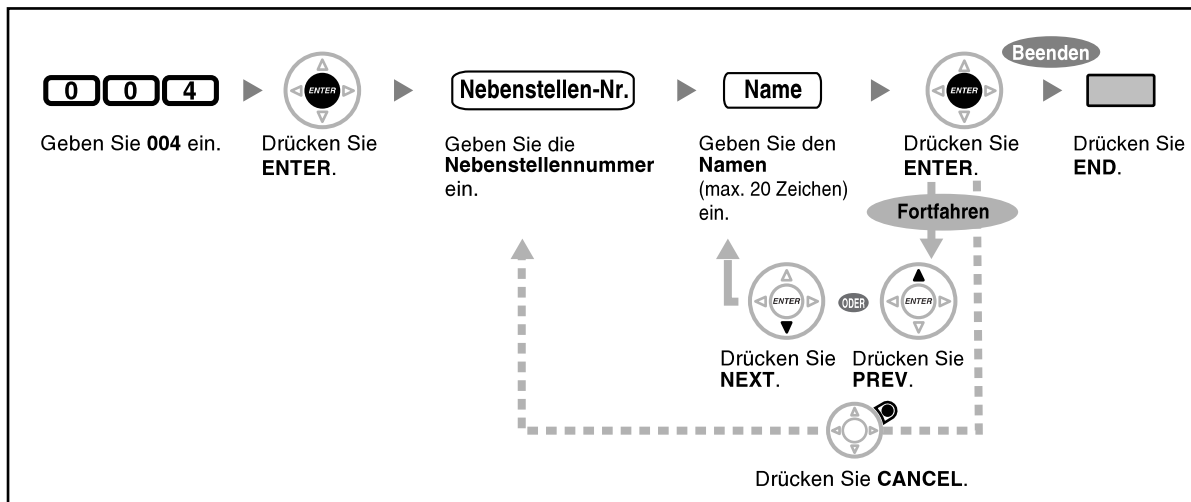 Beenden
0 0 4
ENTER
Nebenstellen-Nr.
Name
ENTER
Geben Sie 004 ein.
Drücken Sie
ENTER.
Geben Sie die
Nebenstellennummer
ein.
Geben Sie den
Namen
(max. 20 Zeichen)
ein.
Drücken Sie
ENTER.
Drücken Sie
END.
Fortfahren
ENTER
ODER
ENTER
Drücken Sie
NEXT.
Drücken Sie
PREV.
Drücken Sie CANCEL.